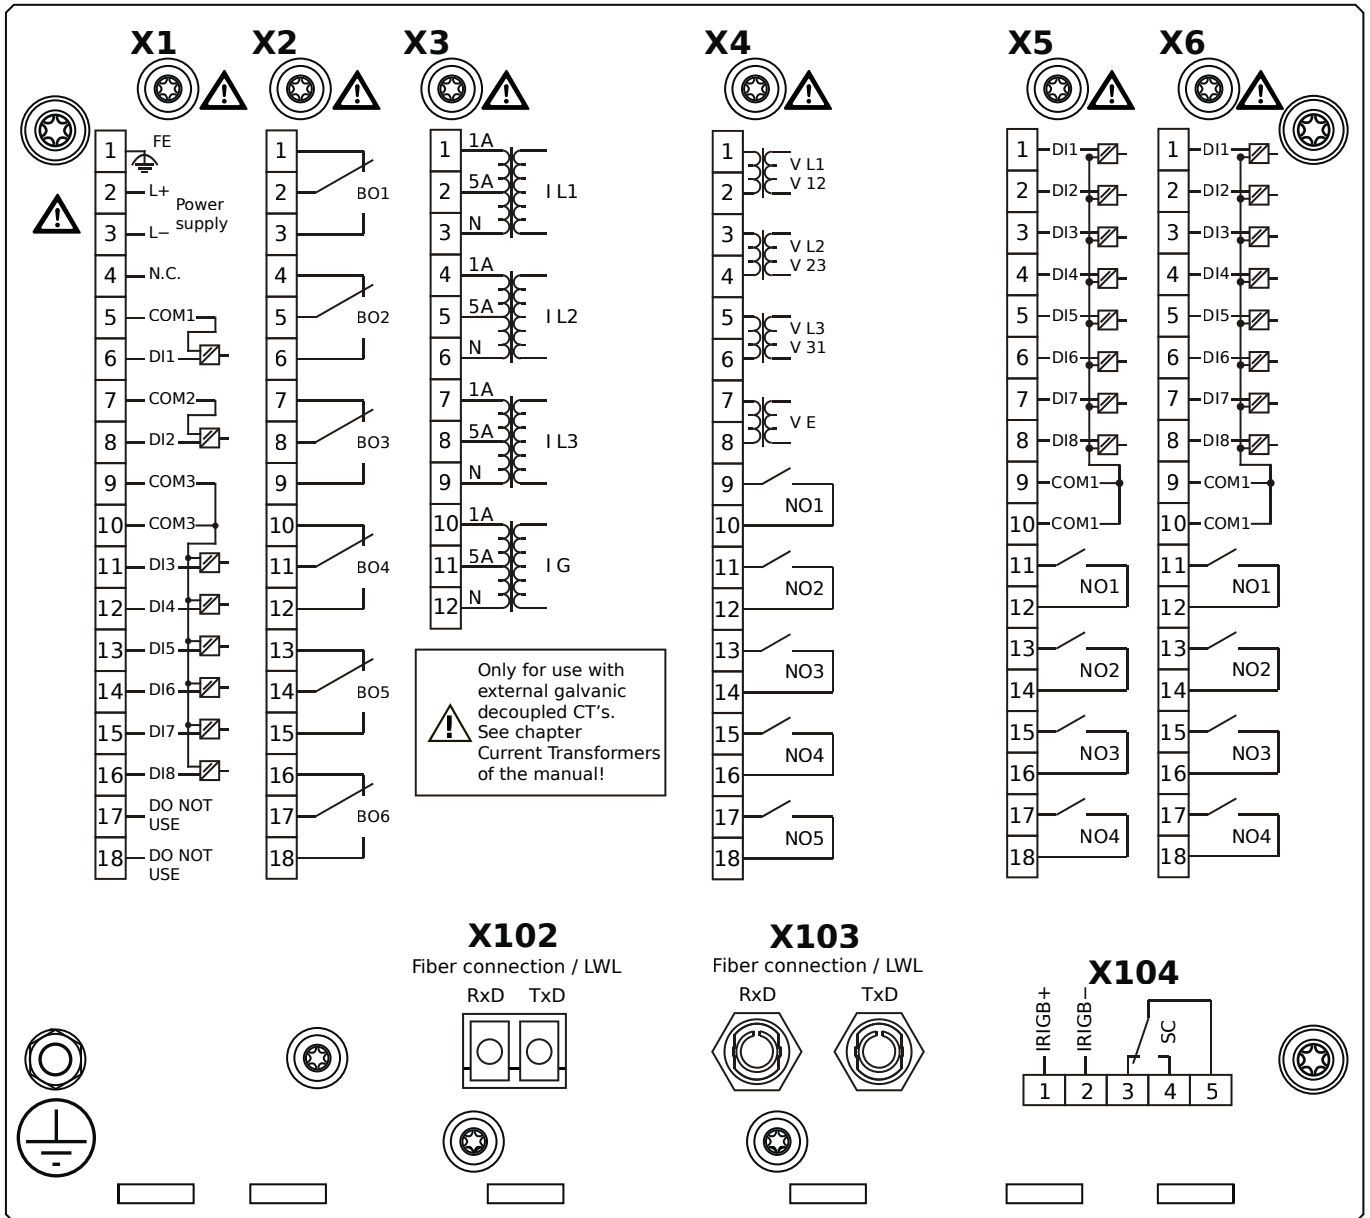 X1 X2 X3 X4 X5 X6
1 FE
2 L+
Power
supply
3 L−
4 N.C.
5 COM1
6 DI1
7 COM2
8 DI2
9 COM3
10 COM3
11 DI3
12 DI4
13 DI5
14 DI6
15 DI7
16 DI8
17 DO NOT
USE
18 DO NOT
USE
1
2 BO1
3
4
5 BO2
6
7
8 BO3
9
10
11 BO4
12
13
14 BO5
15
16
17 BO6
18
1 1A
2 5A I L1
3 N
4 1A
5 5A I L2
6 N
7 1A
8 5A I L3
9 N
10 1A
11 5A I G
12 N
Only for use with
external galvanic
decoupled CT's.
See chapter
Current Transformers
of the manual!
1 V L1
2 V 12
3 V L2
4 V 23
5 V L3
6 V 31
7 V E
8
9
10 NO1
11
12 NO2
13
14 NO3
15
16 NO4
17
18 NO5
1 DI1
2 DI2
3 DI3
4 DI4
5 DI5
6 DI6
7 DI7
8 DI8
9 COM1
10 COM1
11
12 NO1
13
14 NO2
15
16 NO3
17
18 NO4
1 DI1
2 DI2
3 DI3
4 DI4
5 DI5
6 DI6
7 DI7
8 DI8
9 COM1
10 COM1
11
12 NO1
13
14 NO2
15
16 NO3
17
18 NO4
X102
Fiber connection / LWL
RxD TxD
X103
Fiber connection / LWL
RxD TxD
X104
IRIGB+ IRIGB− SC
1 2 3 4 5